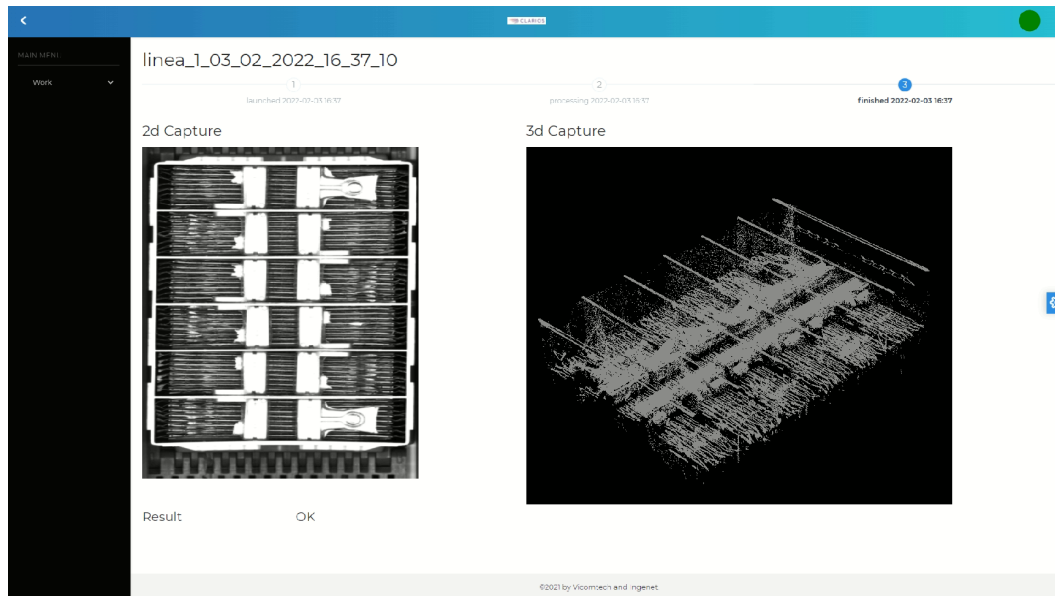 CLARICS
MAIN MENU
Work
linea_1_03_02_2022_16_37_10
1
2
3
launched 2022-02-03 16:37
processing 2022-02-03 16:37
finished 2022-02-03 16:37
2d Capture
3d Capture
Result
OK
©2021 by Vicomtech and Ingenet.